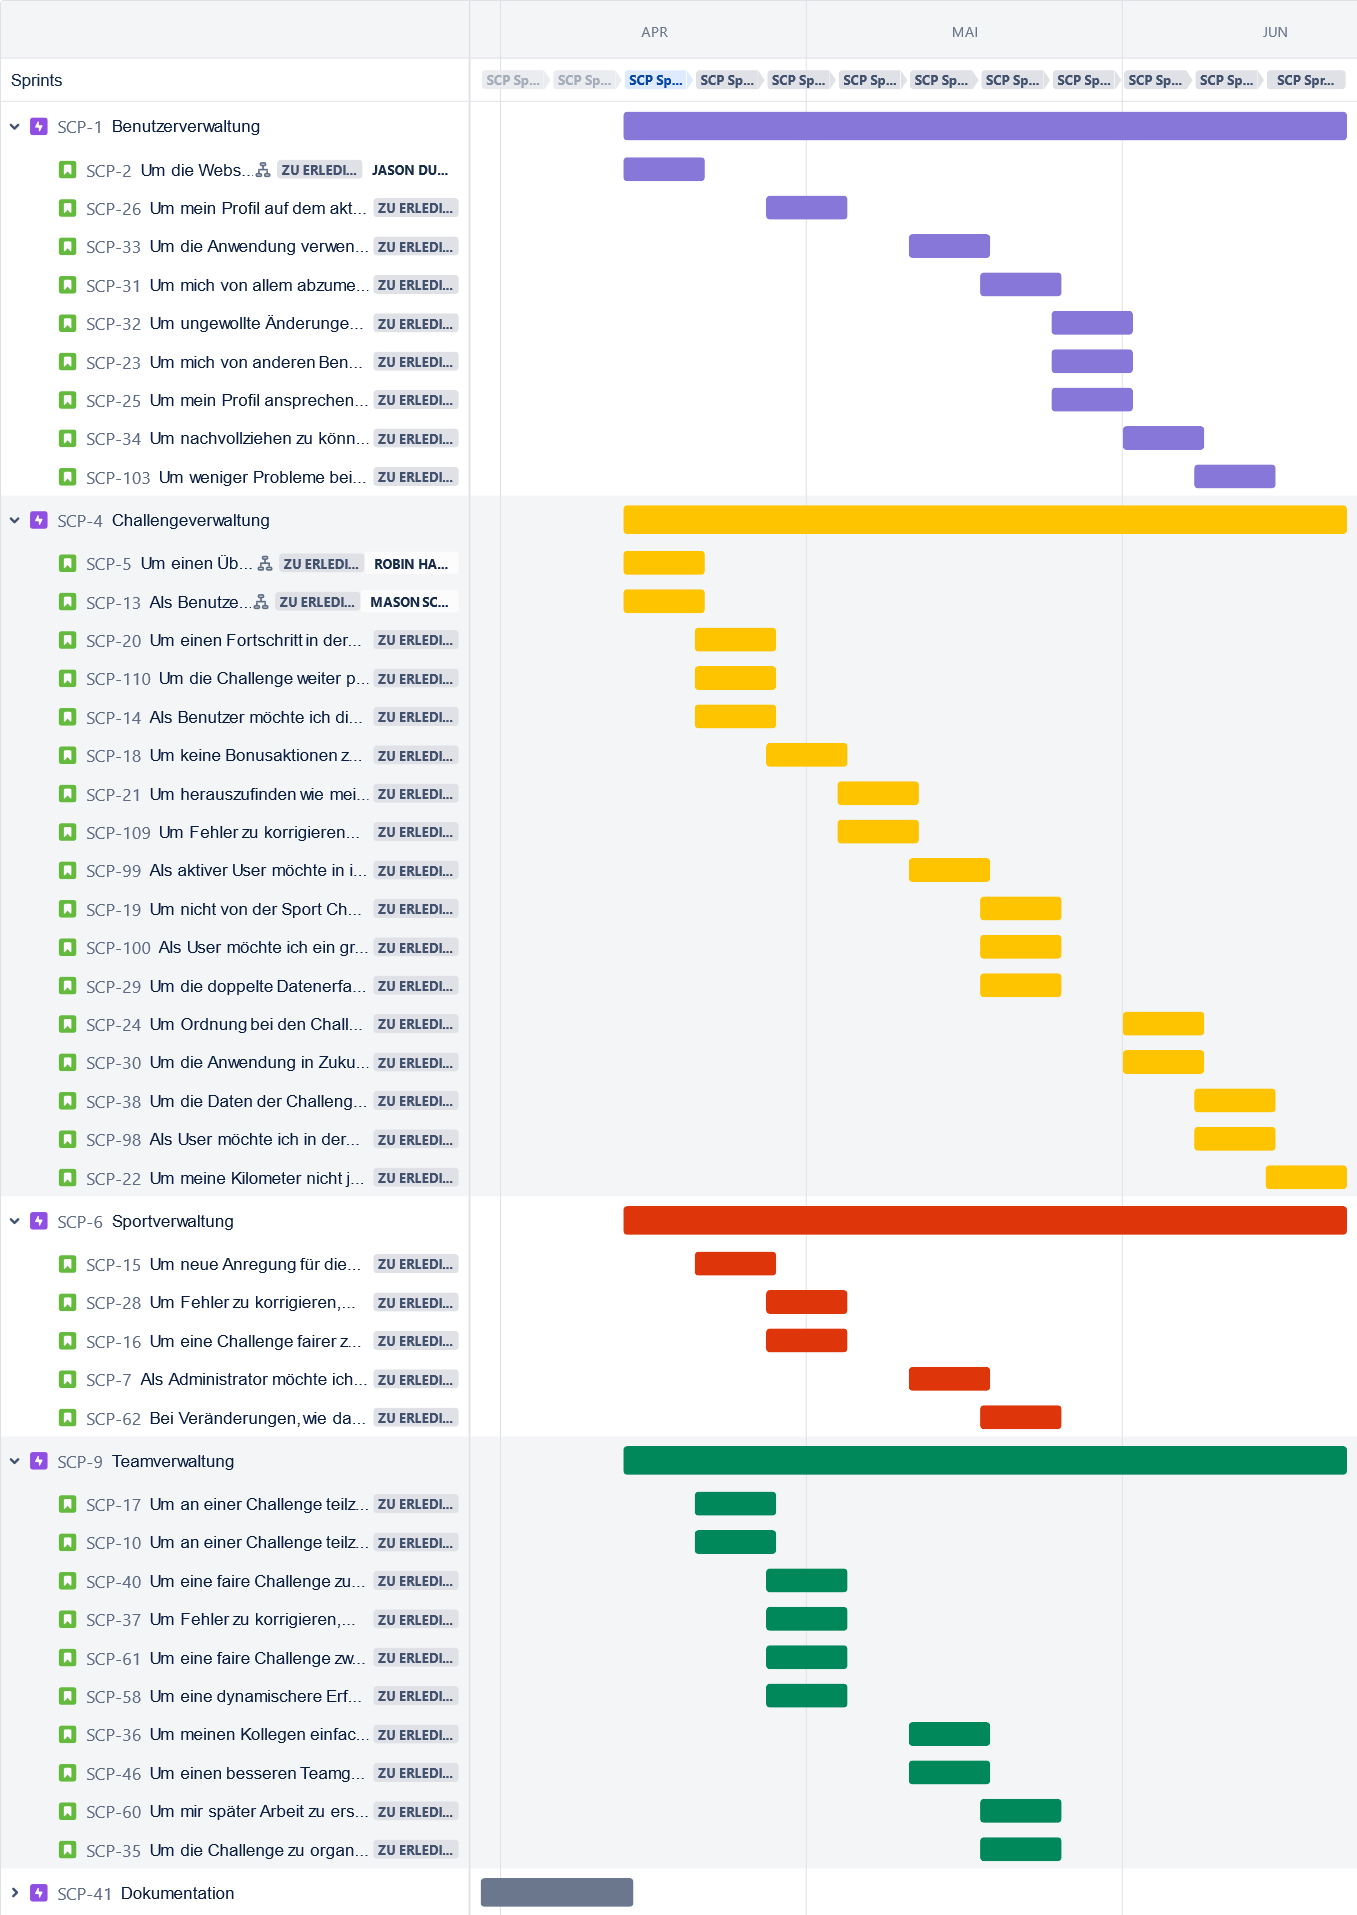 APR MAI JUN
Sprints SCP Sp... SCP Sp... SCP Sp... SCP Sp... SCP Sp... SCP Sp... SCP Sp... SCP Sp... SCP Sp... SCP Sp... SCP Sp... SCP Spr...
SCP-1 Benutzerverwaltung
SCP-2 Um die Webs... ZU ERLEDI... JASON DU...
SCP-26 Um mein Profil auf dem akt... ZU ERLEDI...
SCP-33 Um die Anwendung verwen... ZU ERLEDI...
SCP-31 Um mich von allem abzume... ZU ERLEDI...
SCP-32 Um ungewollte Änderunge... ZU ERLEDI...
SCP-23 Um mich von anderen Ben... ZU ERLEDI...
SCP-25 Um mein Profil ansprechen... ZU ERLEDI...
SCP-34 Um nachvollziehen zu könn... ZU ERLEDI...
SCP-103 Um weniger Probleme bei... ZU ERLEDI...
SCP-4 Challengeverwaltung
SCP-5 Um einen Üb... ZU ERLEDI... ROBIN HA...
SCP-13 Als Benutze... ZU ERLEDI... MASON SC...
SCP-20 Um einen Fortschritt in der... ZU ERLEDI...
SCP-110 Um die Challenge weiter p... ZU ERLEDI...
SCP-14 Als Benutzer möchte ich di... ZU ERLEDI...
SCP-18 Um keine Bonusaktionen z... ZU ERLEDI...
SCP-21 Um herauszufinden wie mei... ZU ERLEDI...
SCP-109 Um Fehler zu korrigieren... ZU ERLEDI...
SCP-99 Als aktiver User möchte in i... ZU ERLEDI...
SCP-19 Um nicht von der Sport Ch... ZU ERLEDI...
SCP-100 Als User möchte ich ein gr... ZU ERLEDI...
SCP-29 Um die doppelte Datenerfa... ZU ERLEDI...
SCP-24 Um Ordnung bei den Chall... ZU ERLEDI...
SCP-30 Um die Anwendung in Zuku... ZU ERLEDI...
SCP-38 Um die Daten der Challeng... ZU ERLEDI...
SCP-98 Als User möchte ich in der... ZU ERLEDI...
SCP-22 Um meine Kilometer nicht j... ZU ERLEDI...
SCP-6 Sportverwaltung
SCP-15 Um neue Anregung für die... ZU ERLEDI...
SCP-28 Um Fehler zu korrigieren,... ZU ERLEDI...
SCP-16 Um eine Challenge fairer z... ZU ERLEDI...
SCP-7 Als Administrator möchte ich... ZU ERLEDI...
SCP-62 Bei Veränderungen, wie da... ZU ERLEDI...
SCP-9 Teamverwaltung
SCP-17 Um an einer Challenge teilz... ZU ERLEDI...
SCP-10 Um an einer Challenge teilz... ZU ERLEDI...
SCP-40 Um eine faire Challenge zu... ZU ERLEDI...
SCP-37 Um Fehler zu korrigieren,... ZU ERLEDI...
SCP-61 Um eine faire Challenge zw... ZU ERLEDI...
SCP-58 Um eine dynamischere Erf... ZU ERLEDI...
SCP-36 Um meinen Kollegen einfac... ZU ERLEDI...
SCP-46 Um einen besseren Teamg... ZU ERLEDI...
SCP-60 Um mir später Arbeit zu ers... ZU ERLEDI...
SCP-35 Um die Challenge zu organ... ZU ERLEDI...
SCP-41 Dokumentation